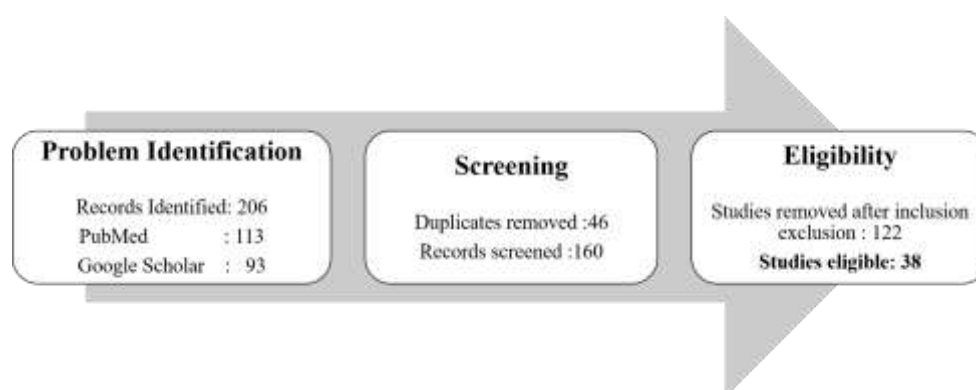 Problem Identification
Records Identified: 206
PubMed : 113
Google Scholar : 93
Screening
Duplicates removed :46
Records screened :160
Eligibility
Studies removed after inclusion
exclusion : 122
Studies eligible: 38